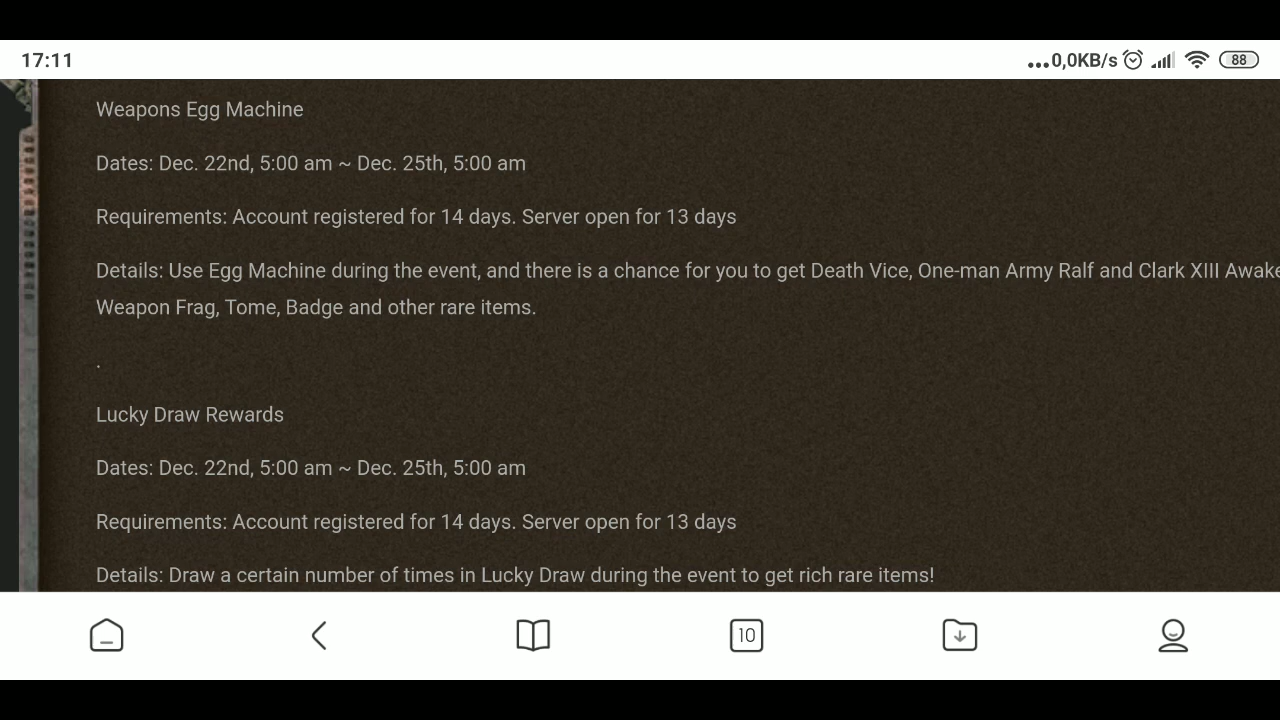 17:11
...0,0KB/s
88
Weapons Egg Machine
Dates: Dec. 22nd, 5:00 am ~ Dec. 25th, 5:00 am
Requirements: Account registered for 14 days. Server open for 13 days
Details: Use Egg Machine during the event, and there is a chance for you to get Death Vice, One-man Army Ralf and Clark XIII Awake
Weapon Frag, Tome, Badge and other rare items.
.
Lucky Draw Rewards
Dates: Dec. 22nd, 5:00 am ~ Dec. 25th, 5:00 am
Requirements: Account registered for 14 days. Server open for 13 days
Details: Draw a certain number of times in Lucky Draw during the event to get rich rare items!
10